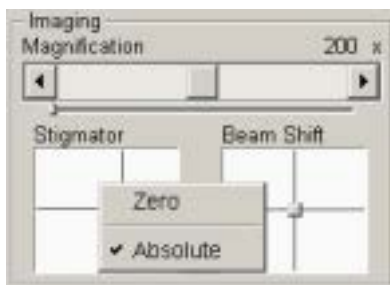 Imaging
Magnification 200 x
Stigmator Beam Shift
Zero
Absolute